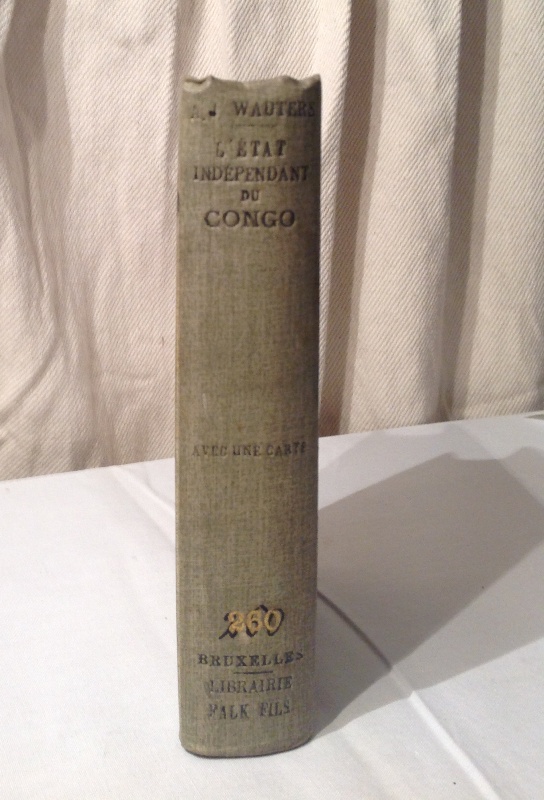 A.J WAUTERS
L'ÉTAT
INDÉPENDANT
DU
CONGO
AVEC UNE CARTE
260
BRUXELLES
LIBRAIRIE
FALK FILS